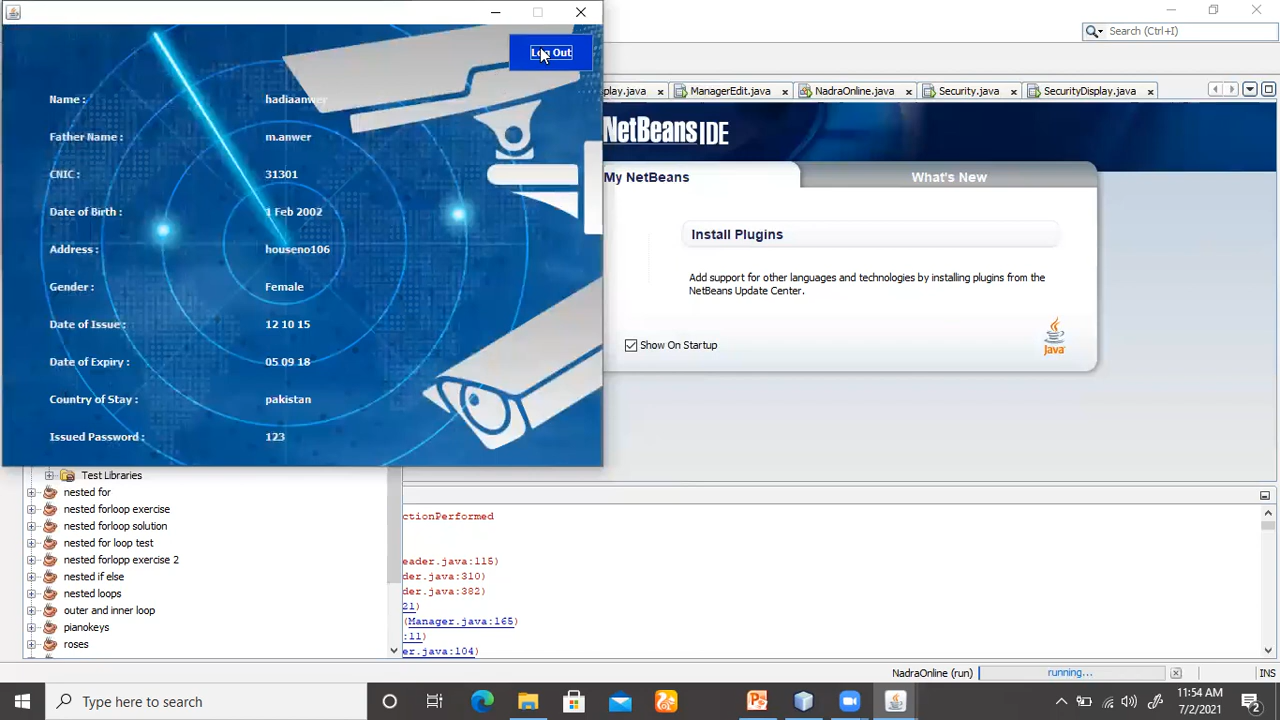 Log Out
Name : hadiaanwer
Father Name : m.anwer
CNIC : 31301
Date of Birth : 1 Feb 2002
Address : houseno106
Gender : Female
Date of Issue : 12 10 15
Date of Expiry : 05 09 18
Country of Stay : pakistan
Issued Password : 123
Search (Ctrl+I)
play.java
ManagerEdit.java
NadraOnline.java
Security.java
SecurityDisplay.java
NetBeans IDE
My NetBeans
What's New
Install Plugins
Add support for other languages and technologies by installing plugins from the
NetBeans Update Center.
Show On Startup
Java
Test Libraries
nested for
nested forloop exercise
nested forloop solution
nested for loop test
nested forlopp exercise 2
nested if else
nested loops
outer and inner loop
pianokeys
roses
ctionPerformed
eader.java:115)
der.java:310)
der.java:382)
21)
(Manager.java:165)
:11)
er.java:104)
NadraOnline (run)
running...
INS
Type here to search
11:54 AM
7/2/2021
2